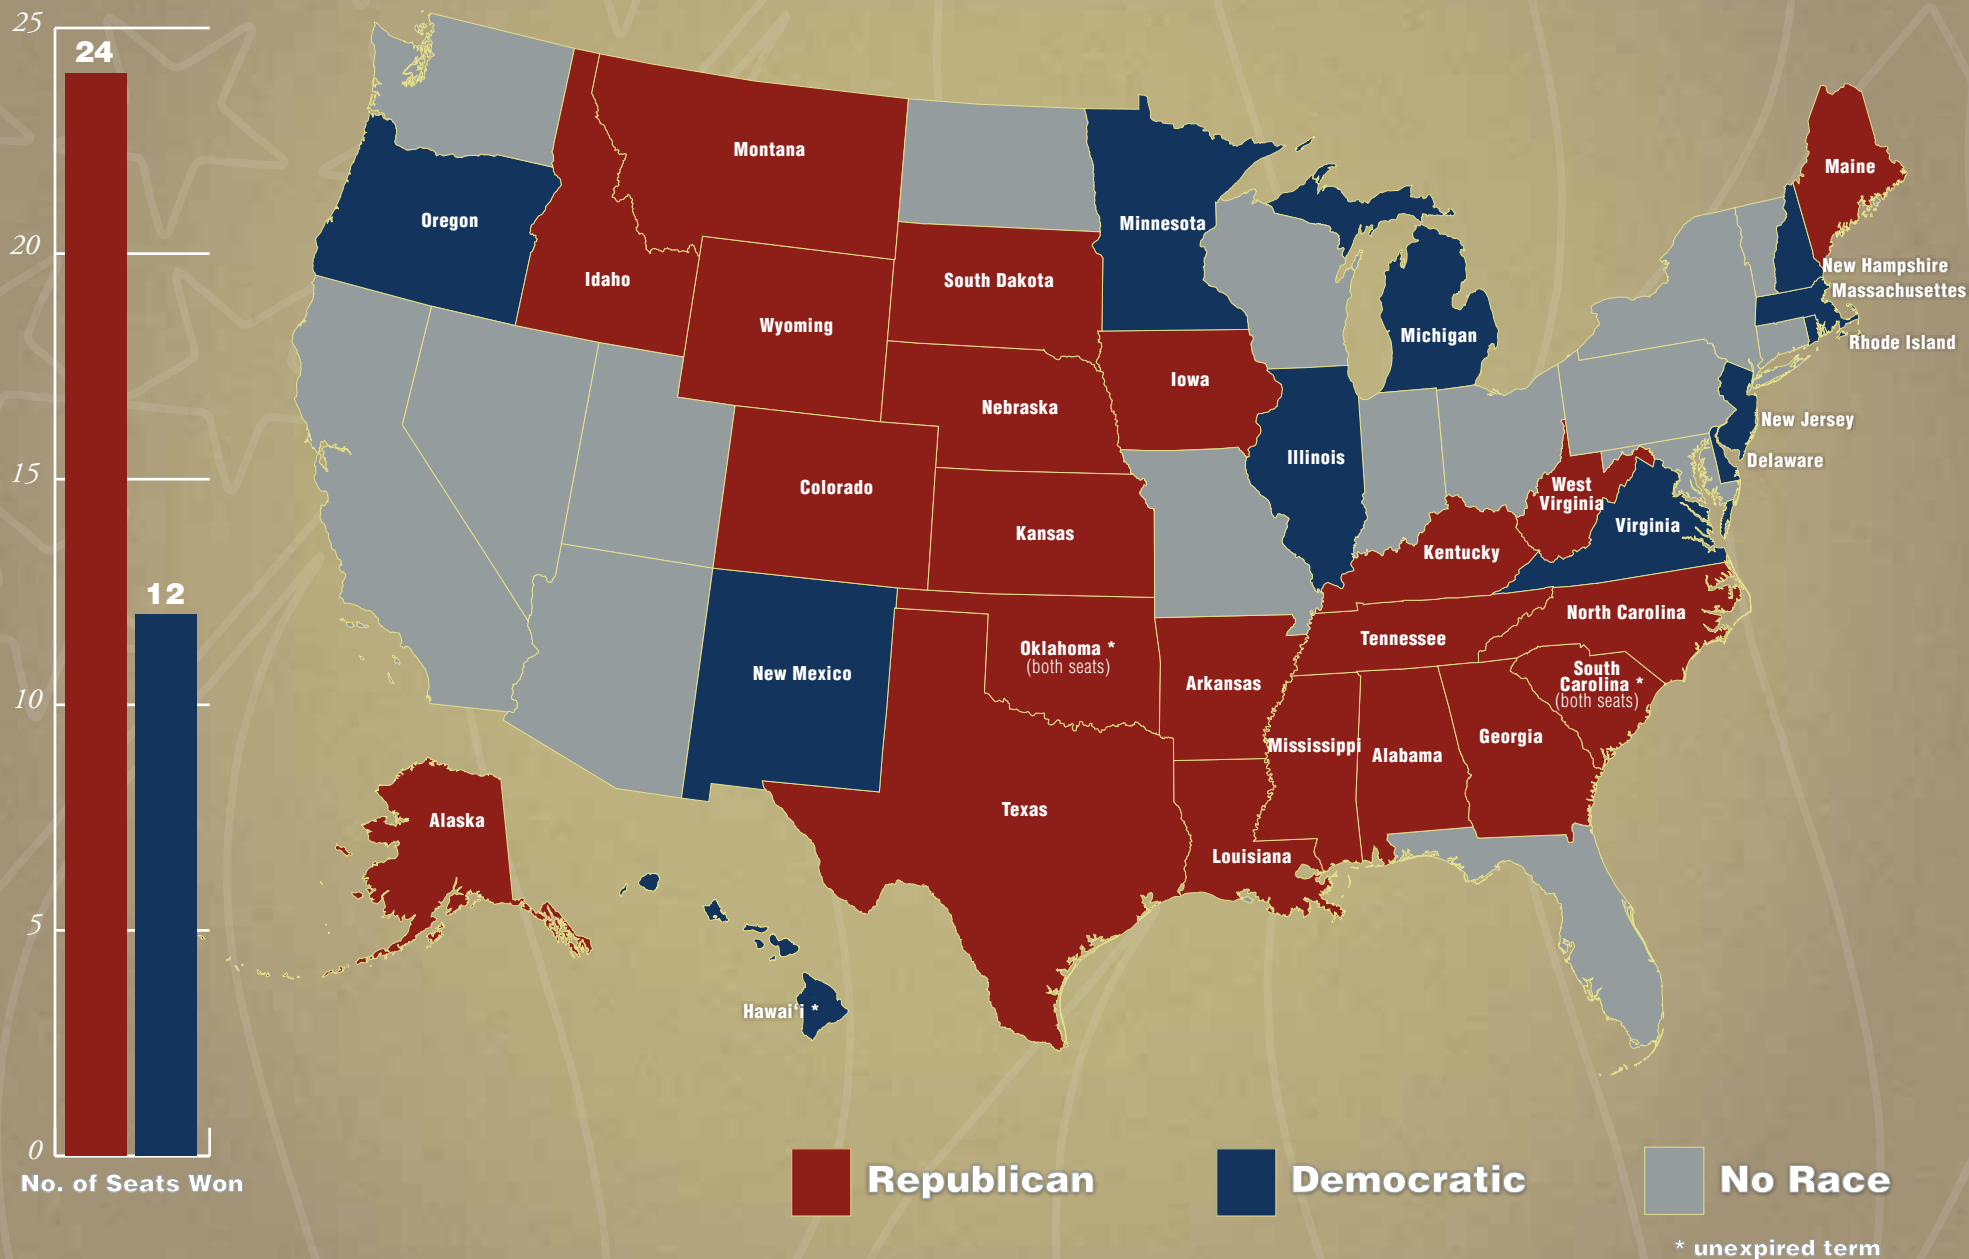 25
24
20
15
12
10
5
0
No. of Seats Won
Montana
Oregon
Idaho
Wyoming
South Dakota
Minnesota
Michigan
Maine
New Hampshire
Massachusetts
Rhode Island
New Jersey
Delaware
Iowa
Nebraska
Illinois
Colorado
Kansas
West
Virginia
Virginia
Kentucky
North Carolina
Tennessee
Oklahoma *
(both seats)
New Mexico
Arkansas
South
Carolina *
(both seats)
Mississippi
Alabama
Georgia
Texas
Louisiana
Alaska
Hawai‘i *
Republican
Democratic
No Race
* unexpired term